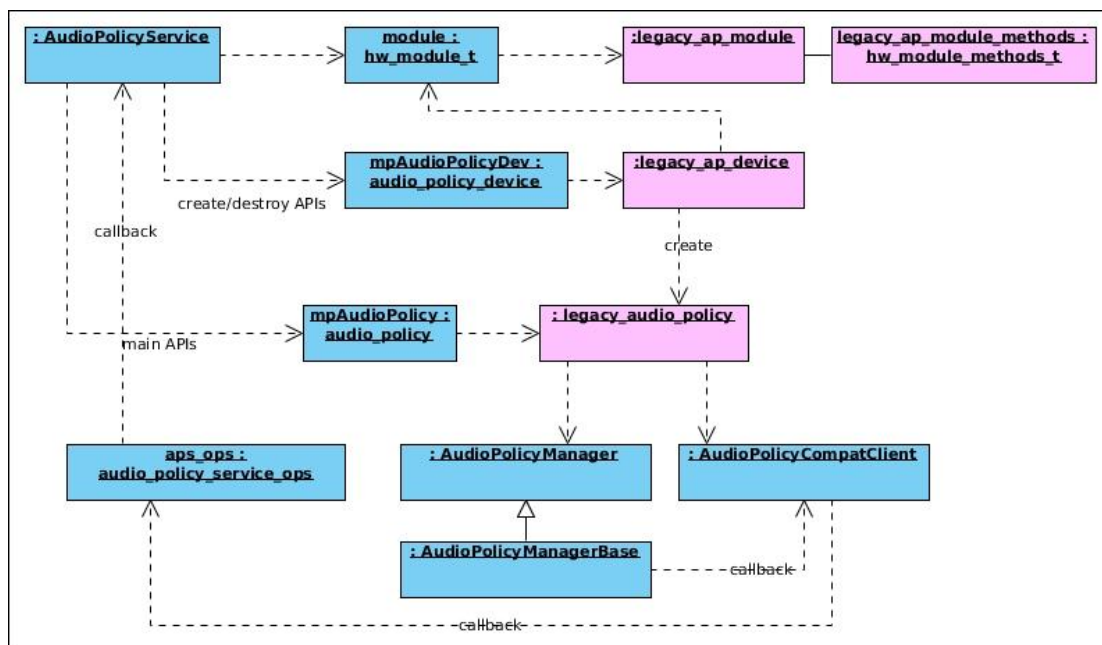 : AudioPolicyService
module :
hw_module_t
:legacy_ap_module
legacy_ap_module_methods :
hw_module_methods_t
mpAudioPolicyDev :
audio_policy_device
:legacy_ap_device
create/destroy APIs
callback
create
mpAudioPolicy :
audio_policy
: legacy_audio_policy
main APIs
aps_ops :
audio_policy_service_ops
: AudioPolicyManager
: AudioPolicyCompatClient
: AudioPolicyManagerBase
callback
callback